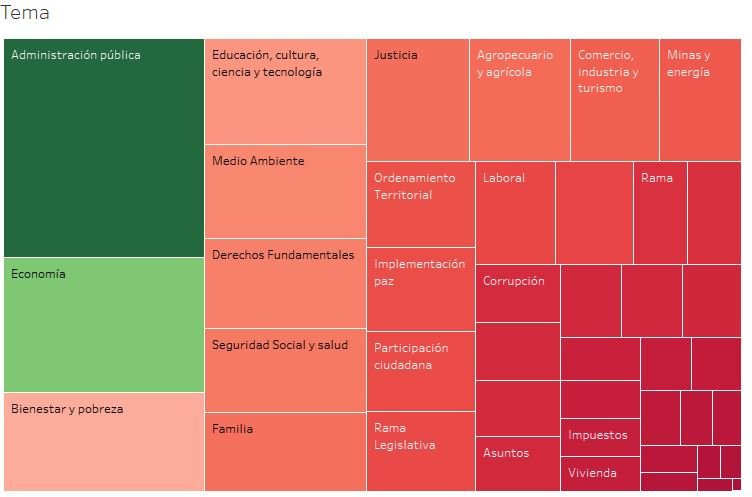 Tema
Administración pública
Economía
Bienestar y pobreza
Educación, cultura,
ciencia y tecnología
Medio Ambiente
Derechos Fundamentales
Seguridad Social y salud
Familia
Justicia
Agropecuario
y agrícola
Comercio,
industria y
turismo
Minas y
energía
Ordenamiento
Territorial
Implementación
paz
Participación
ciudadana
Rama
Legislativa
Laboral
Rama
Corrupción
Asuntos
Impuestos
Vivienda